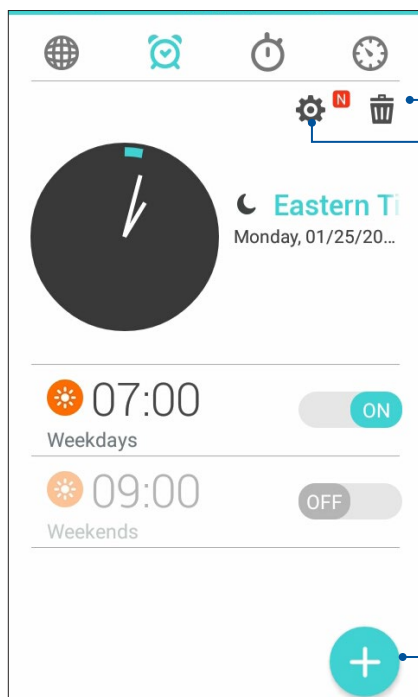 N
Eastern Ti
Monday, 01/25/20...
07:00
ON
Weekdays
09:00
OFF
Weekends